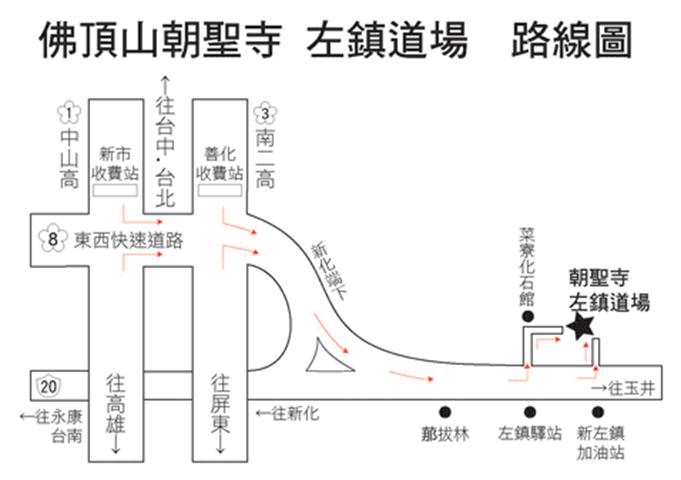 佛頂山朝聖寺 左鎮道場 路線圖
←往台中·台北
1
中山高
3
南二高
新市
收費站
善化
收費站
8
東西快速道路
新化端下
菜寮化石館
朝聖寺
左鎮道場
20
往高雄→
往屏東→
→往玉井
←往永康
台南
←往新化
那拔林
左鎮驛站
新左鎮
加油站